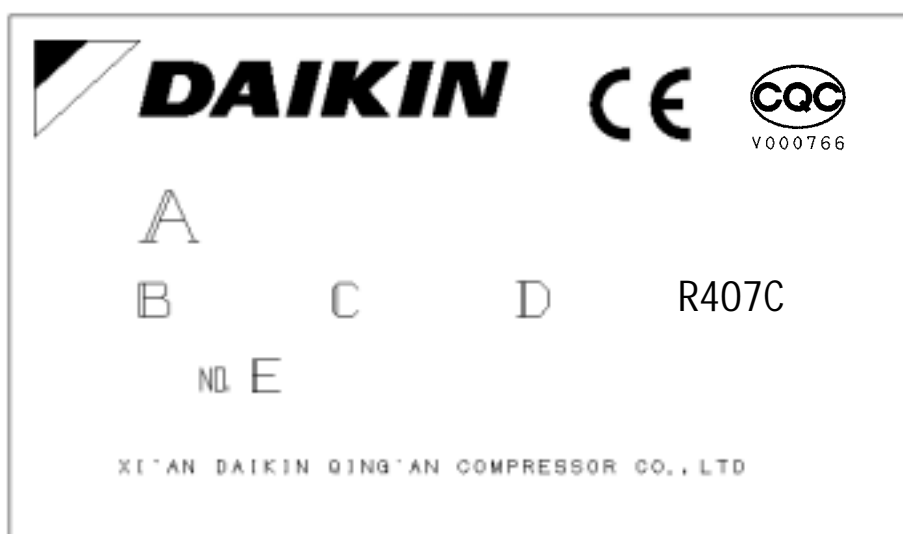 DAIKIN CE CQC
V000766
A
B C D R407C
NO. E
XI'AN DAIKIN QING'AN COMPRESSOR CO., LTD